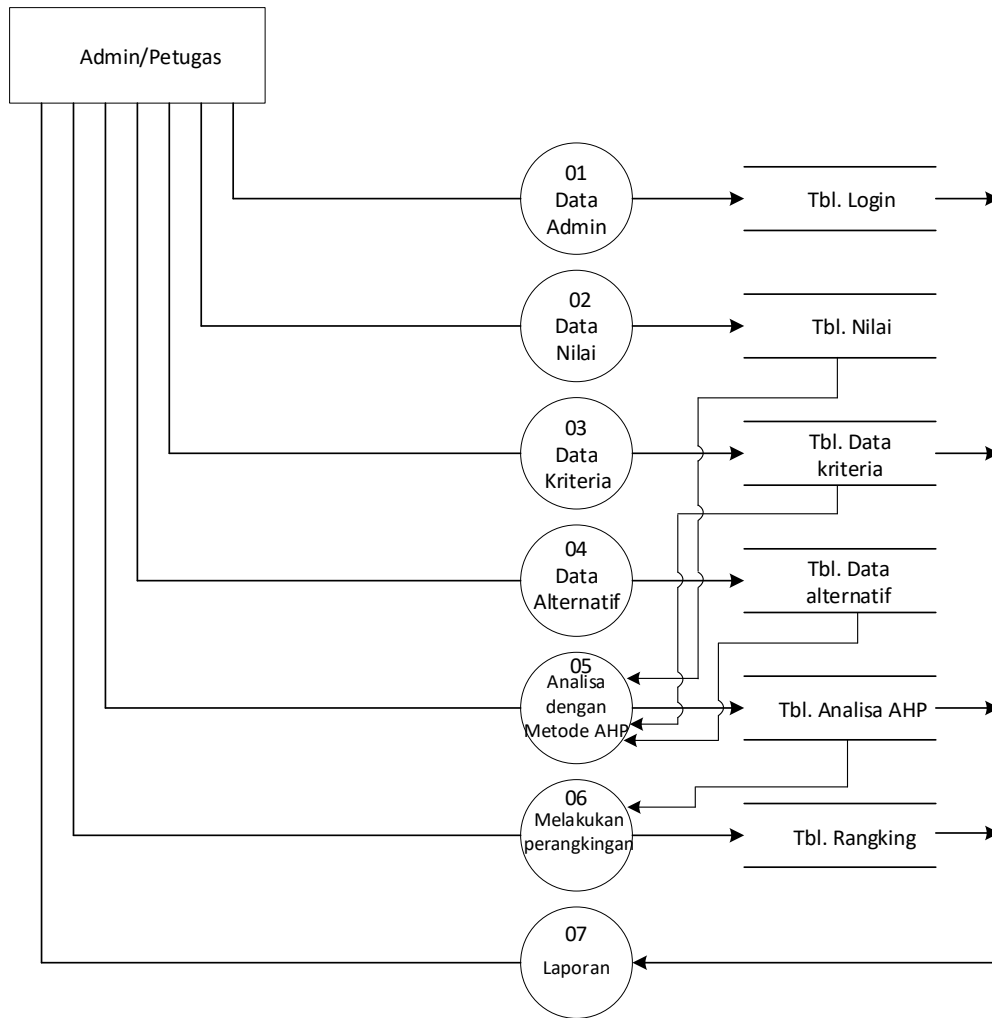 Admin/Petugas
01
Data
Admin
Tbl. Login
02
Data
Nilai
Tbl. Nilai
03
Data
Kriteria
Tbl. Data
kriteria
04
Data
Alternatif
Tbl. Data
alternatif
05
Analisa
dengan
Metode AHP
Tbl. Analisa AHP
06
Melakukan
perangkingan
Tbl. Rangking
07
Laporan